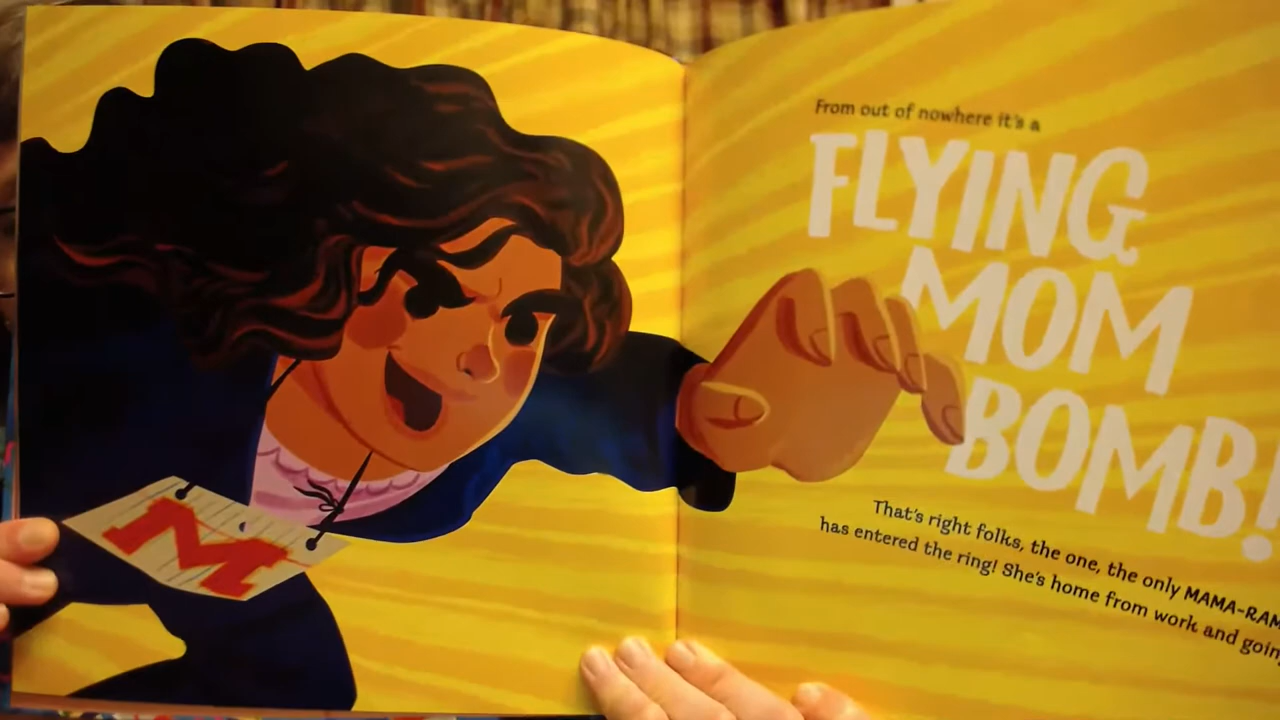 M
From out of nowhere it's a
FLYING
MOM
BOMB!
That's right folks, the one, the only MAMA-RAM
has entered the ring! She's home from work and goin